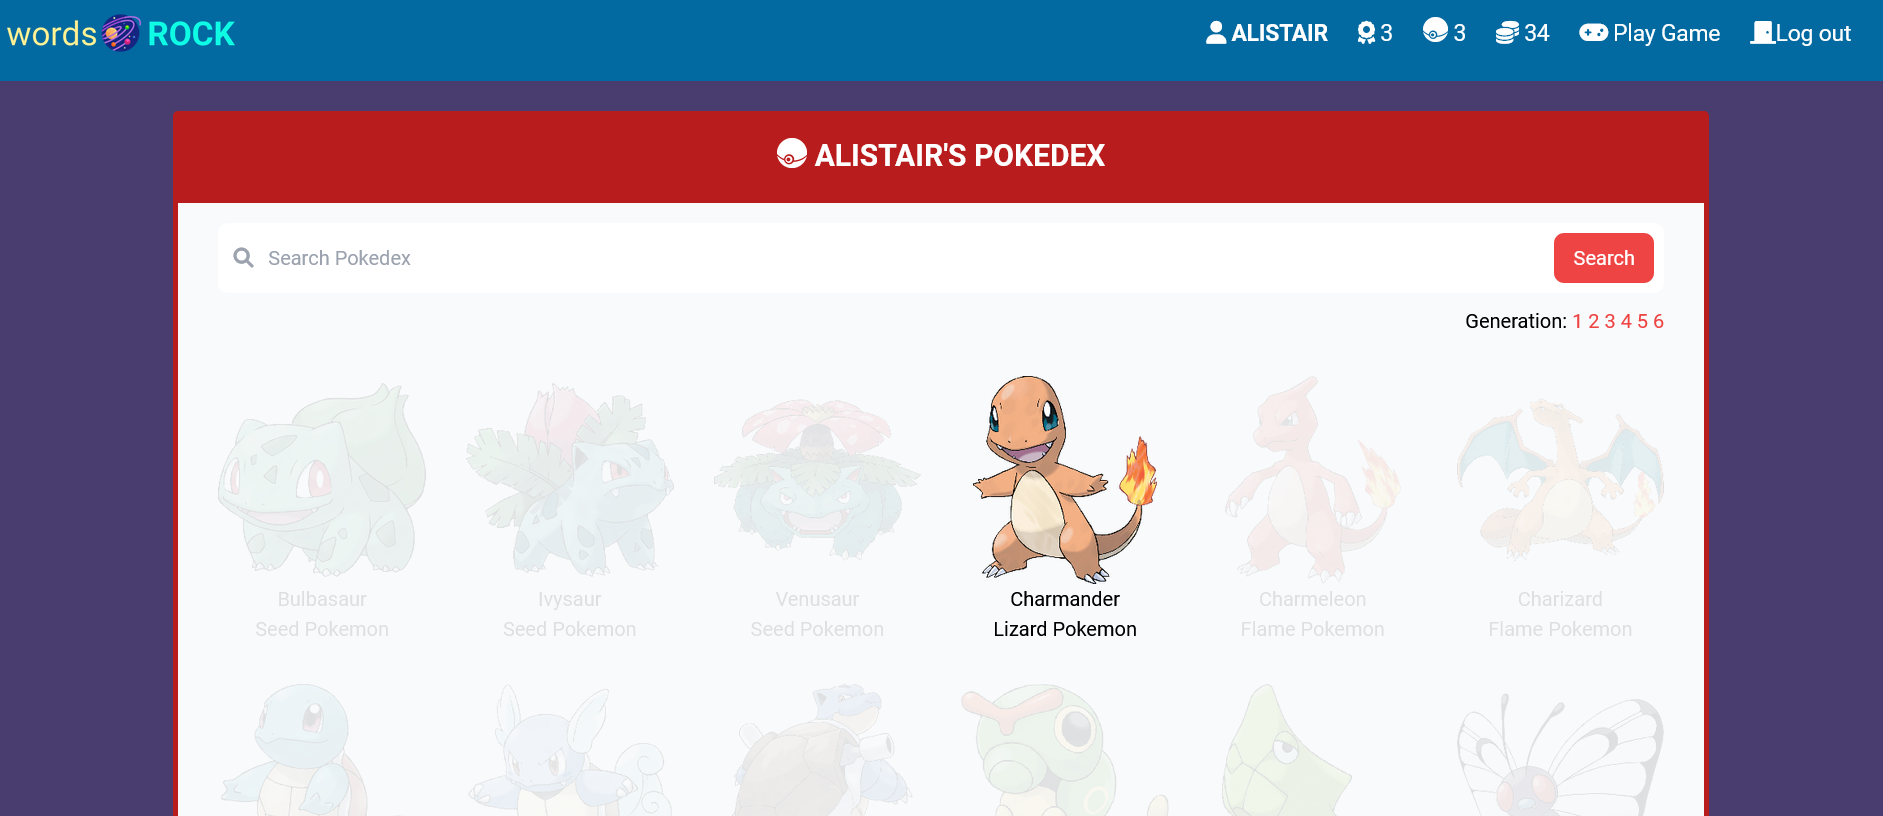 words ROCK
ALISTAIR 3 3 34 Play Game Log out
ALISTAIR'S POKEDEX
Search Pokedex Search
Generation: 1 2 3 4 5 6
Bulbasaur Ivysaur Venusaur Charmander Charmeleon Charizard
Seed Pokemon Seed Pokemon Seed Pokemon Lizard Pokemon Flame Pokemon Flame Pokemon